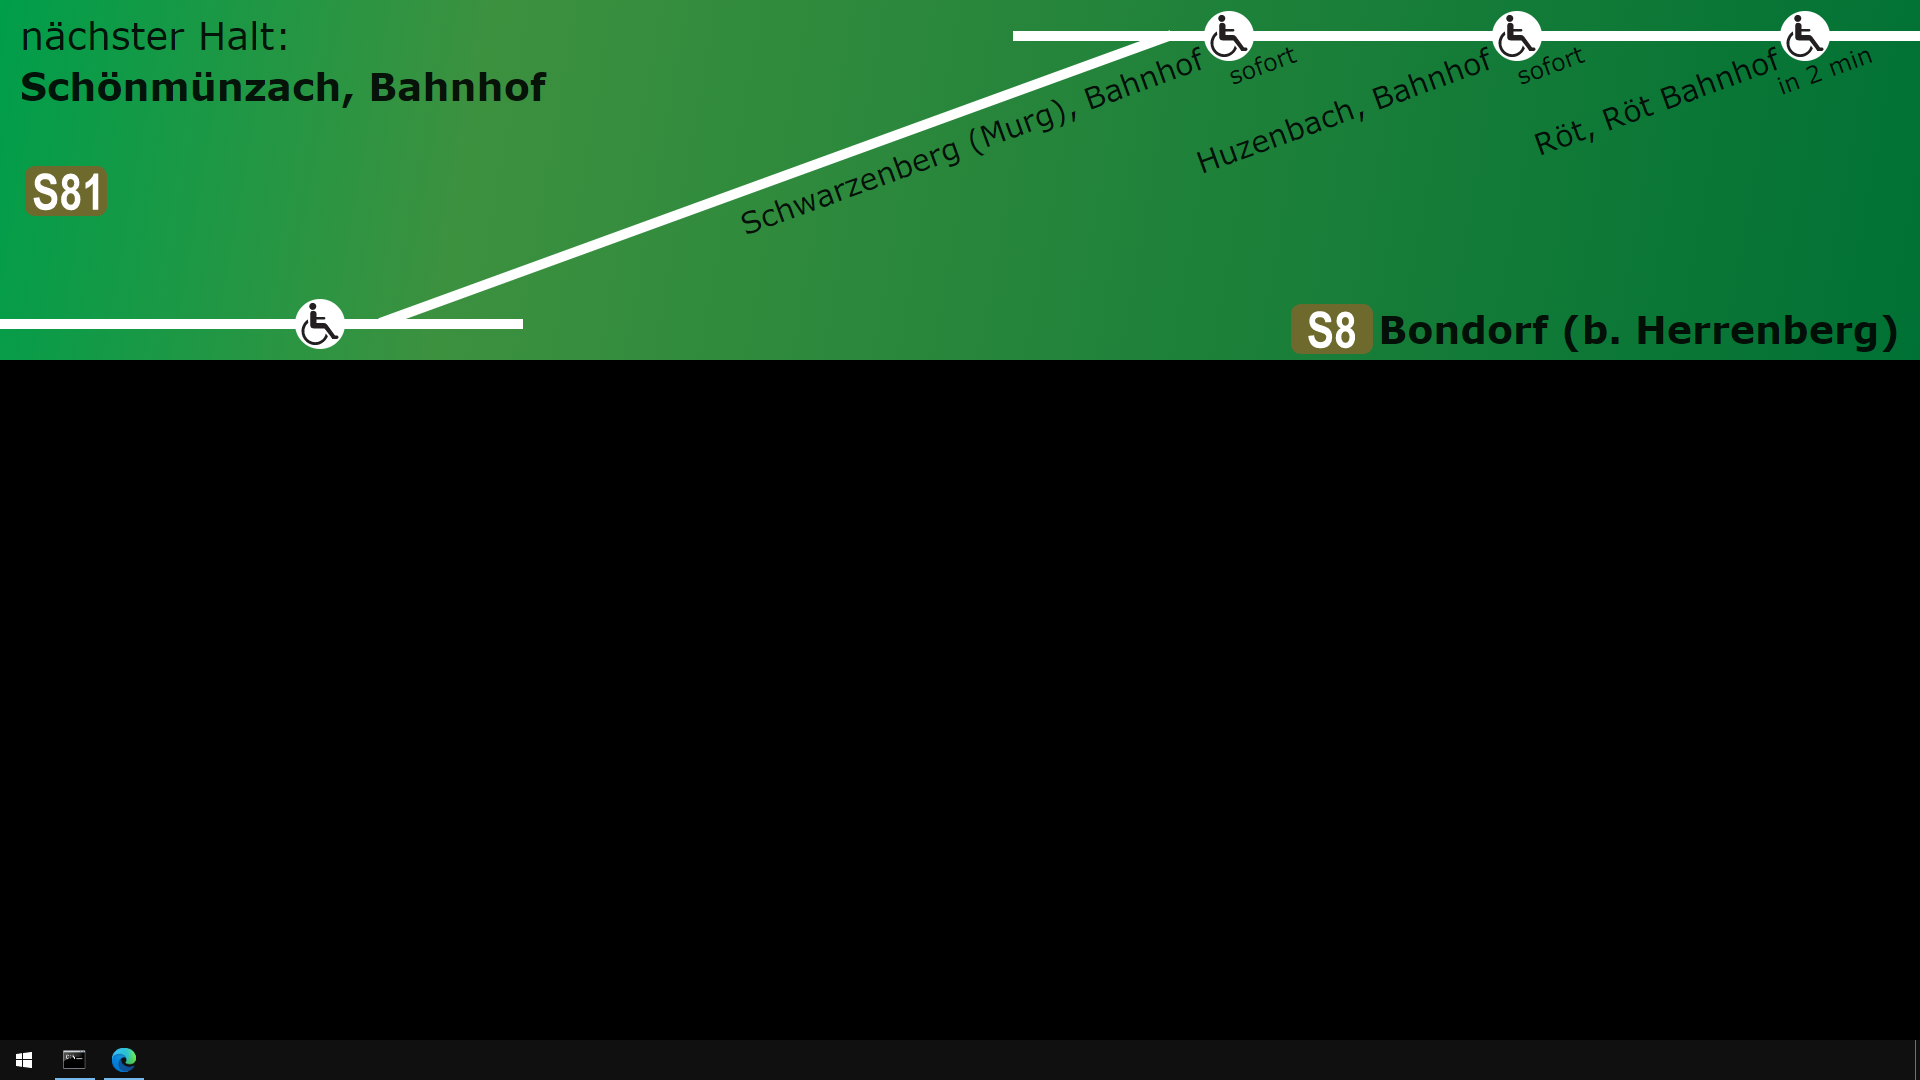 nächster Halt:
Schönmünzach, Bahnhof
S81
Schwarzenberg (Murg), Bahnhof
sofort
Huzenbach, Bahnhof
sofort
Röt, Röt Bahnhof
in 2 min
S8 Bondorf (b. Herrenberg)